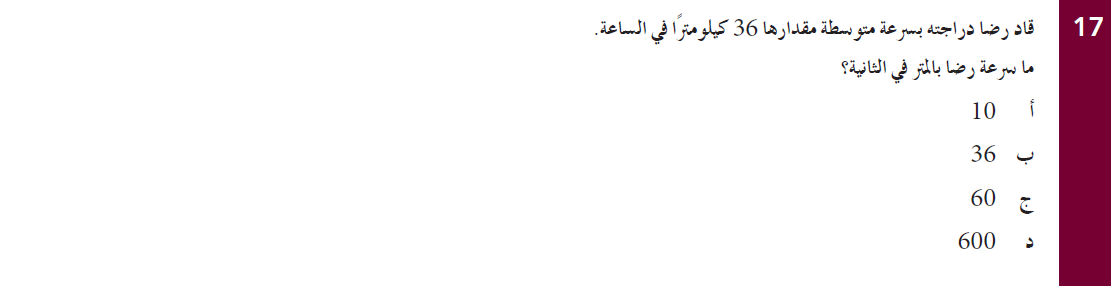 17
قاد رضا دراجته بسرعة متوسطة مقدارها 36 كيلومترًا في الساعة.
ما سرعة رضا بالمتر في الثانية؟
أ 10
ب 36
ج 60
د 600